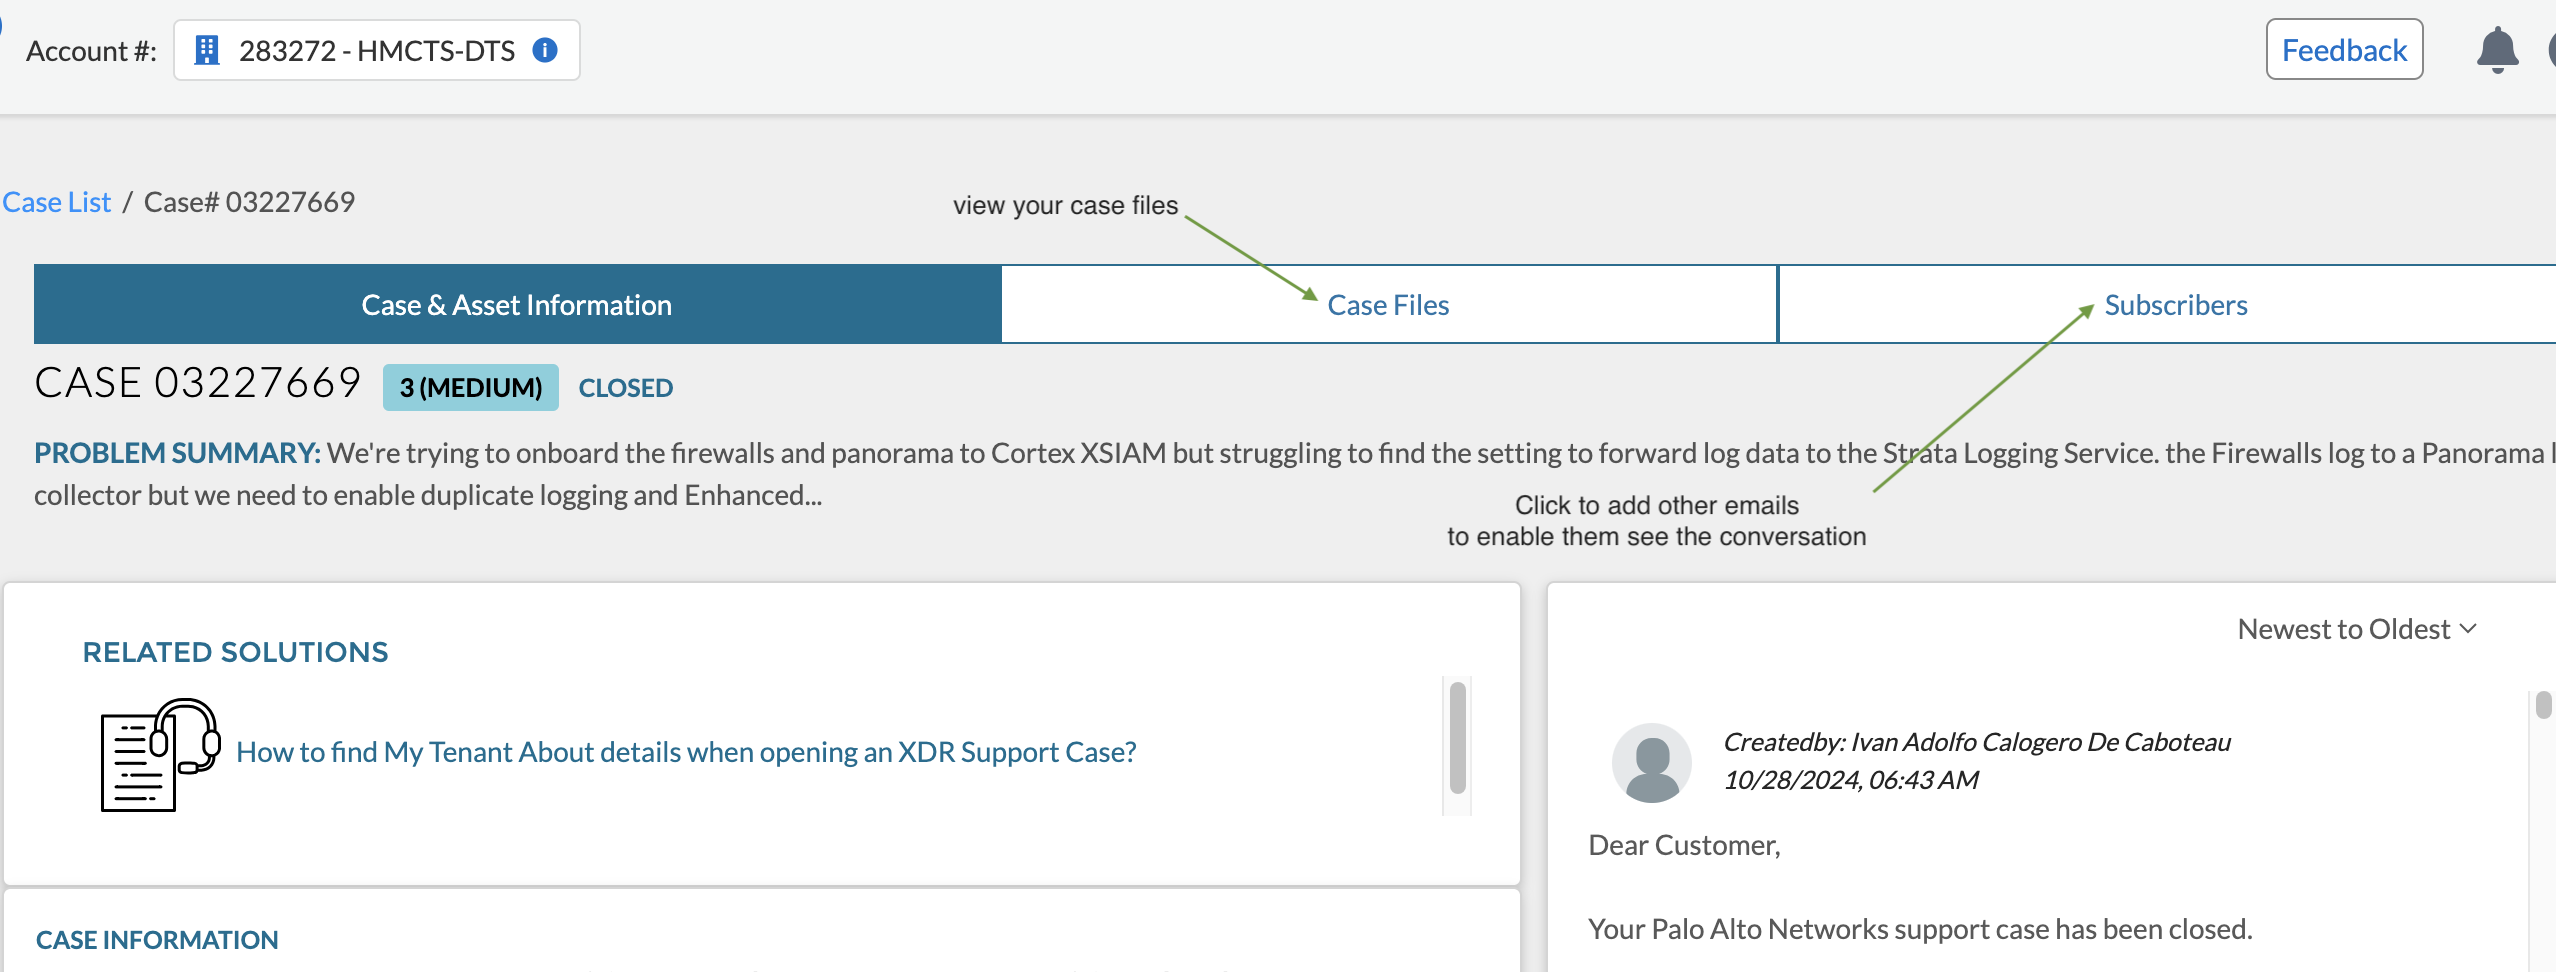 Account #: 283272 - HMCTS-DTS
Feedback
Case List / Case# 03227669
view your case files
Case & Asset Information
Case Files
Subscribers
CASE 03227669 3 (MEDIUM) CLOSED
PROBLEM SUMMARY: We're trying to onboard the firewalls and panorama to Cortex XSIAM but struggling to find the setting to forward log data to the Strata Logging Service. the Firewalls log to a Panorama
collector but we need to enable duplicate logging and Enhanced...
Click to add other emails
to enable them see the conversation
RELATED SOLUTIONS
How to find My Tenant About details when opening an XDR Support Case?
CASE INFORMATION
Newest to Oldest
Createdby: Ivan Adolfo Calogero De Caboteau
10/28/2024, 06:43 AM
Dear Customer,
Your Palo Alto Networks support case has been closed.